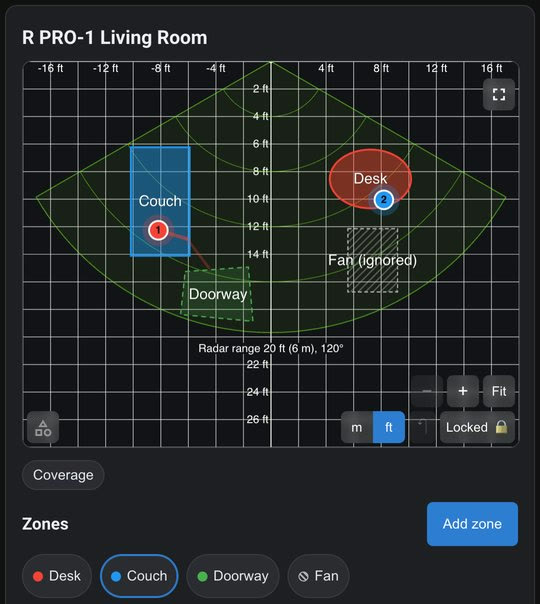 R PRO-1 Living Room
-16 ft -12 ft -8 ft -4 ft 4 ft 8 ft 12 ft 16 ft
2 ft
4 ft
6 ft
8 ft
Desk
10 ft
Couch
2
12 ft
1
14 ft
Fan (ignored)
Doorway
Radar range 20 ft (6 m), 120°
22 ft
24 ft
− + Fit
26 ft
m ft Locked
Coverage
Zones
Add zone
Desk Couch Doorway Fan